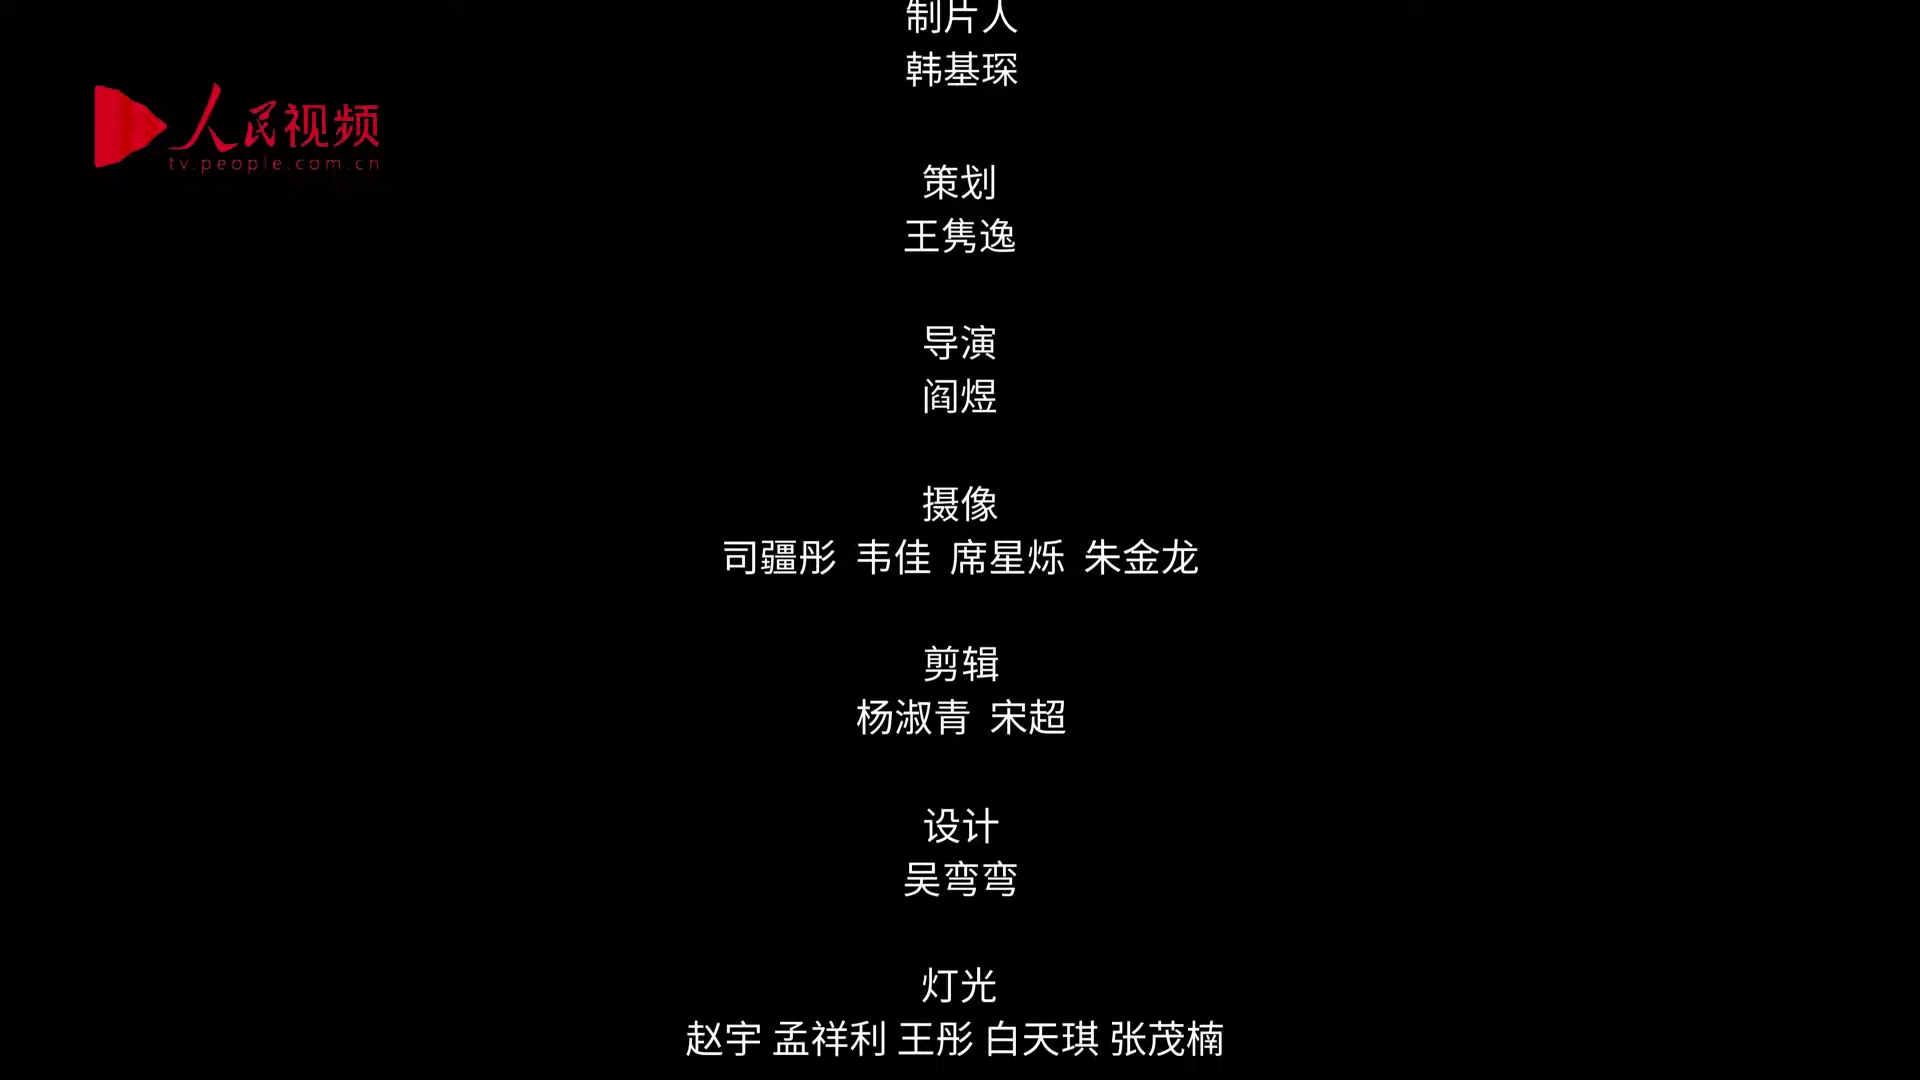 制片人
韩基琛
人民视频
tv.people.com.cn
策划
王隽逸
导演
阎煜
摄像
司疆彤 韦佳 席星烁 朱金龙
剪辑
杨淑青 宋超
设计
吴弯弯
灯光
赵宇 孟祥利 王彤 白天琪 张茂楠